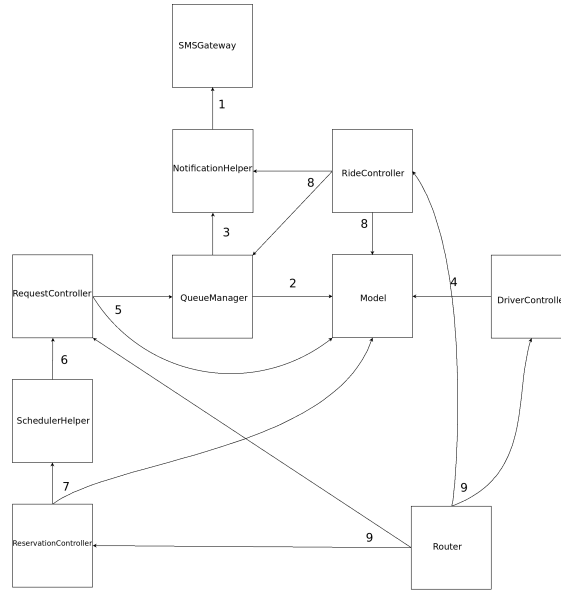 SMSGateway
1
NotificationHelper
RideController
8
8
3
RequestController
QueueManager
2
Model
4
DriverControlle
5
6
SchedulerHelper
7
9
ReservationController
9
Router